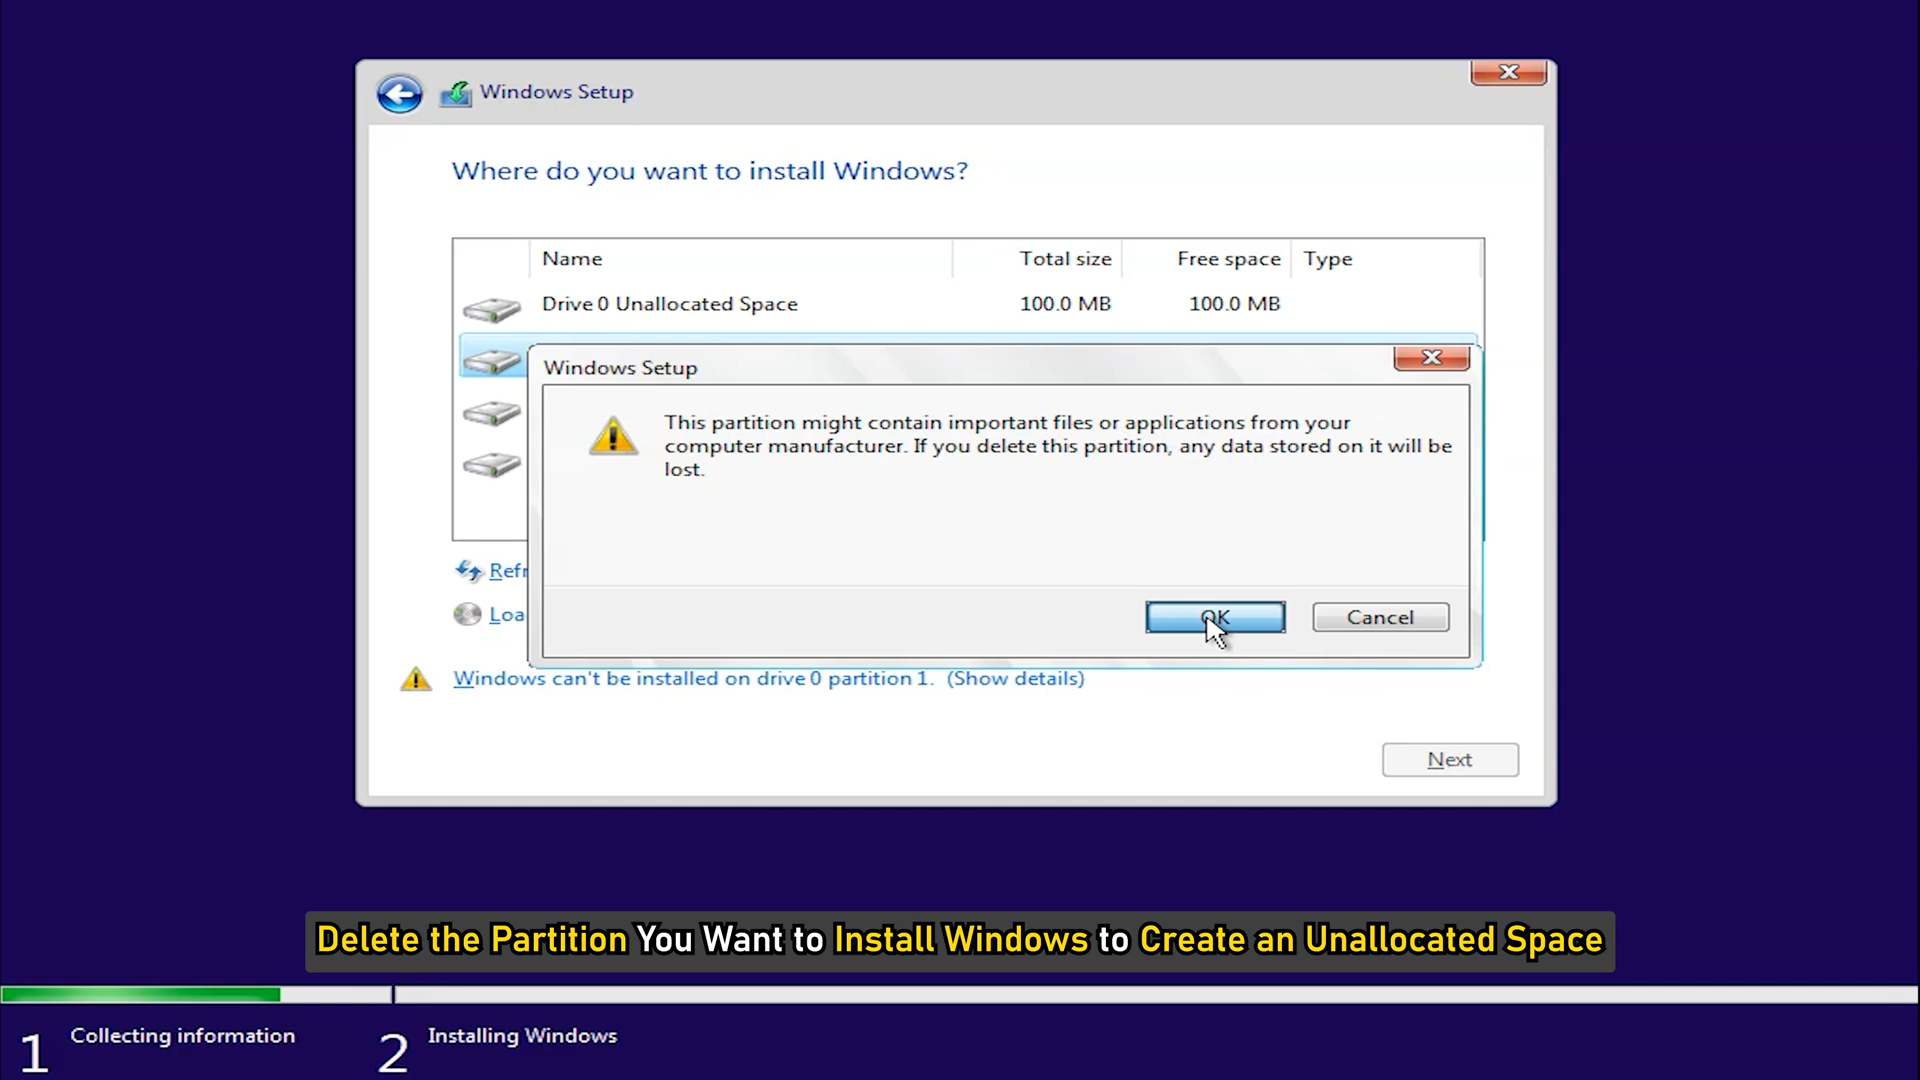 Windows Setup
Where do you want to install Windows?
Name Total size Free space Type
Drive 0 Unallocated Space 100.0 MB 100.0 MB
Windows Setup
This partition might contain important files or applications from your
computer manufacturer. If you delete this partition, any data stored on it will be
lost.
OK Cancel
Refr
Loa
Windows can't be installed on drive 0 partition 1. (Show details)
Next
Delete the Partition You Want to Install Windows to Create an Unallocated Space
1 Collecting information 2 Installing Windows